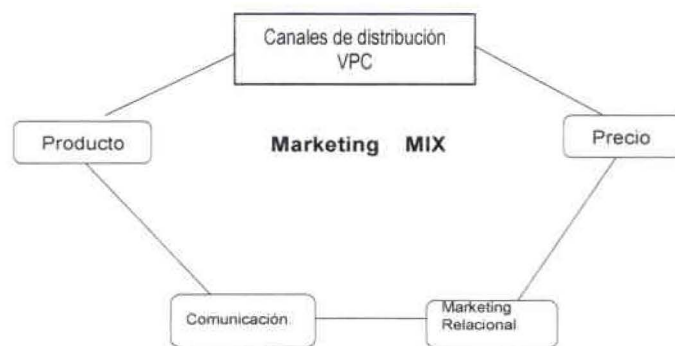 Canales de distribución
VPC
Producto
Marketing MIX
Precio
Comunicación
Marketing
Relacional